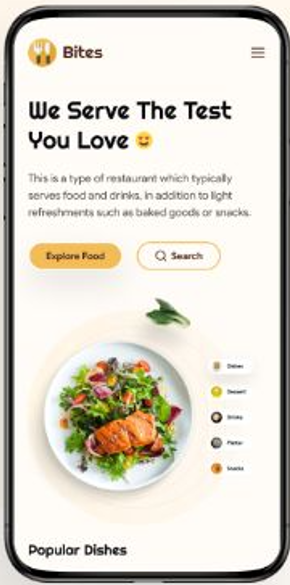 Bites
We Serve The Test
You Love
This is a type of restaurant which typically
serves food and drinks, in addition to light
refreshments such as baked goods or snacks.
Explore Food
Search
Dishes
Dessert
Drinks
Platter
Snacks
Popular Dishes